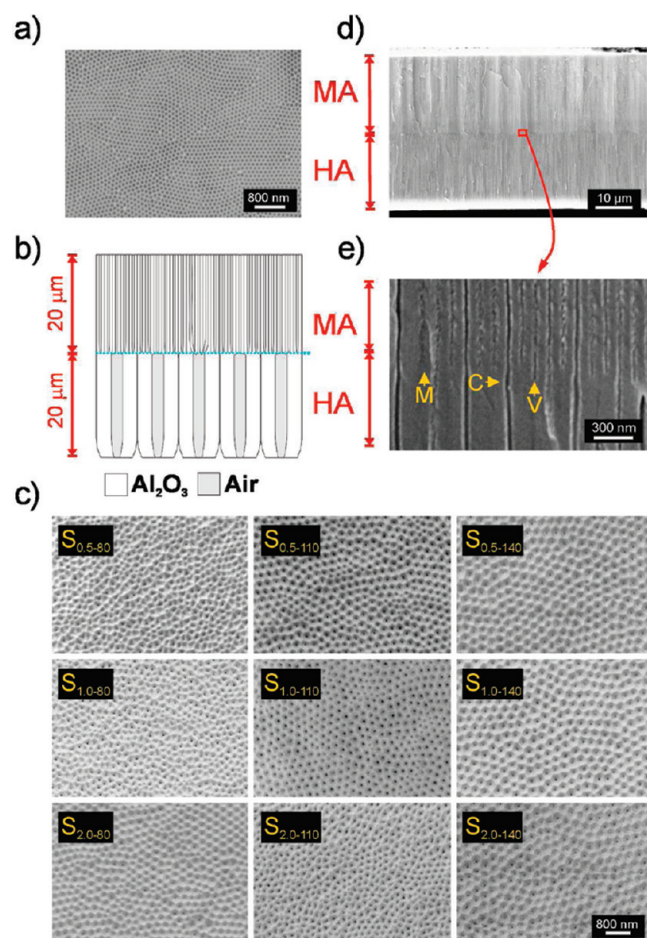 a)
800 nm
b)
20 µm
20 µm
Al₂O₃ Air
d)
MA
HA
10 µm
e)
MA
HA
M
C
V
300 nm
c)
S₀.₅₋₈₀ S₀.₅₋₁₁₀ S₀.₅₋₁₄₀
S₁.₀₋₈₀ S₁.₀₋₁₁₀ S₁.₀₋₁₄₀
S₂.₀₋₈₀ S₂.₀₋₁₁₀ S₂.₀₋₁₄₀
800 nm